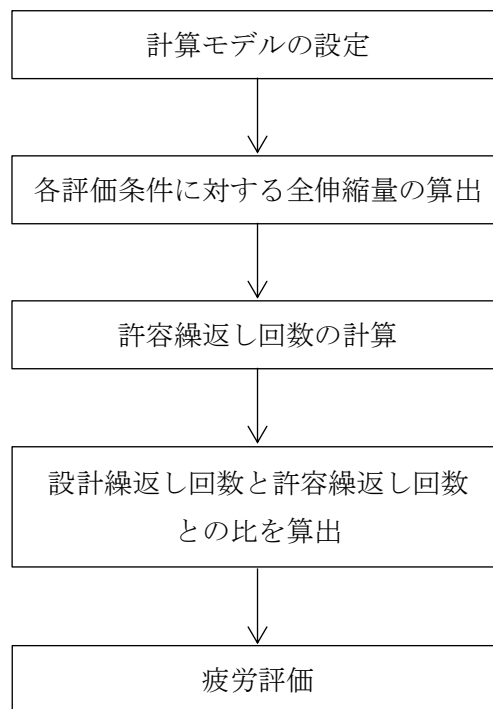 計算モデルの設定
各評価条件に対する全伸縮量の算出
許容繰返し回数の計算
設計繰返し回数と許容繰返し回数
との比を算出
疲労評価